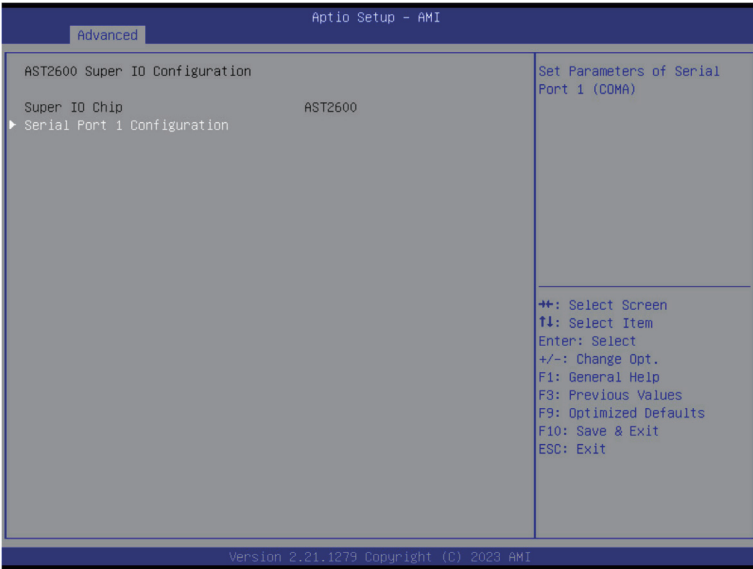 Aptio Setup – AMI
Advanced
AST2600 Super IO Configuration
Super IO Chip AST2600
▶ Serial Port 1 Configuration
Set Parameters of Serial
Port 1 (COMA)
→←: Select Screen
↑↓: Select Item
Enter: Select
+/-: Change Opt.
F1: General Help
F3: Previous Values
F9: Optimized Defaults
F10: Save & Exit
ESC: Exit
Version 2.21.1279 Copyright (C) 2023 AMI